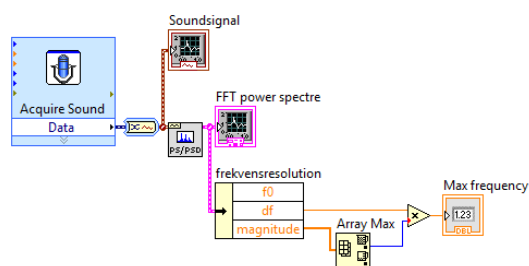 Soundsignal
Acquire Sound
Data
FFT power spectre
PS/PSD
frekvensresolution
f0
df
magnitude
Max frequency
1.23
DBL
Array Max